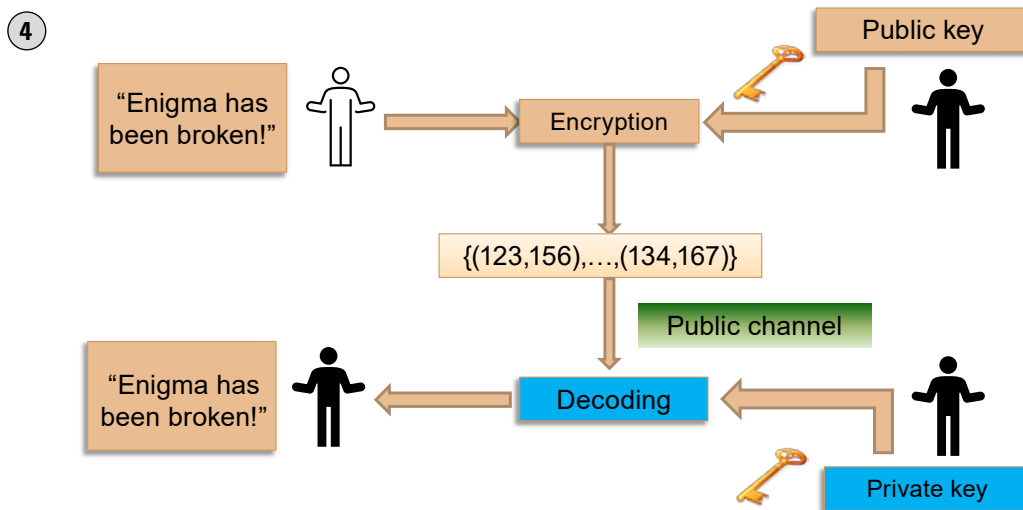 4
Public key
“Enigma has
been broken!”
Encryption
{(123,156),…,(134,167)}
Public channel
“Enigma has
been broken!”
Decoding
Private key